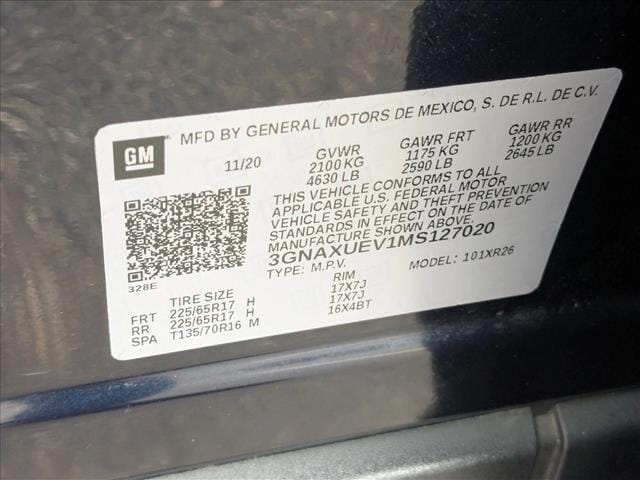 GM
MFD BY GENERAL MOTORS DE MEXICO, S. DE R.L. DE C.V.
11/20
GVWR GAWR FRT GAWR RR
2100 KG 1175 KG 1200 KG
4630 LB 2590 LB 2645 LB
THIS VEHICLE CONFORMS TO ALL
APPLICABLE U.S. FEDERAL MOTOR
VEHICLE SAFETY AND THEFT PREVENTION
STANDARDS IN EFFECT ON THE DATE OF
MANUFACTURE SHOWN ABOVE.
3GNAXUEV1MS127020
TYPE: M.P.V. MODEL: 101XR26
328E
TIRE SIZE RIM
FRT 225/65R17 H 17X7J
RR 225/65R17 H 17X7J
SPA T135/70R16 M 16X4BT